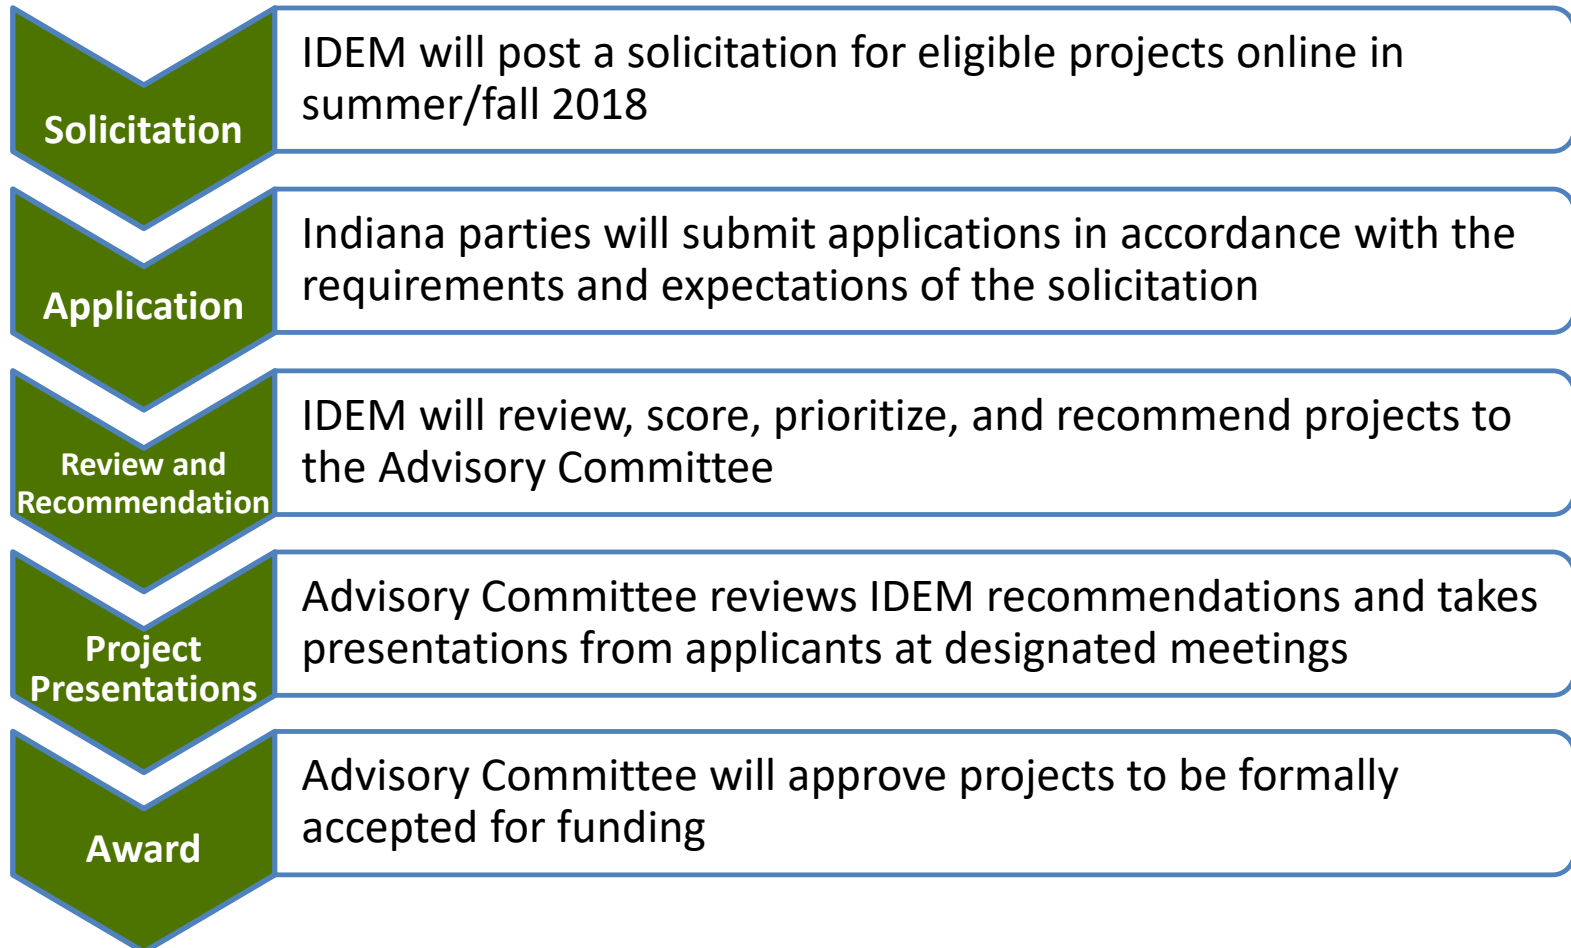 Solicitation
IDEM will post a solicitation for eligible projects online in
summer/fall 2018
Application
Indiana parties will submit applications in accordance with the
requirements and expectations of the solicitation
Review and
Recommendation
IDEM will review, score, prioritize, and recommend projects to
the Advisory Committee
Project
Presentations
Advisory Committee reviews IDEM recommendations and takes
presentations from applicants at designated meetings
Award
Advisory Committee will approve projects to be formally
accepted for funding